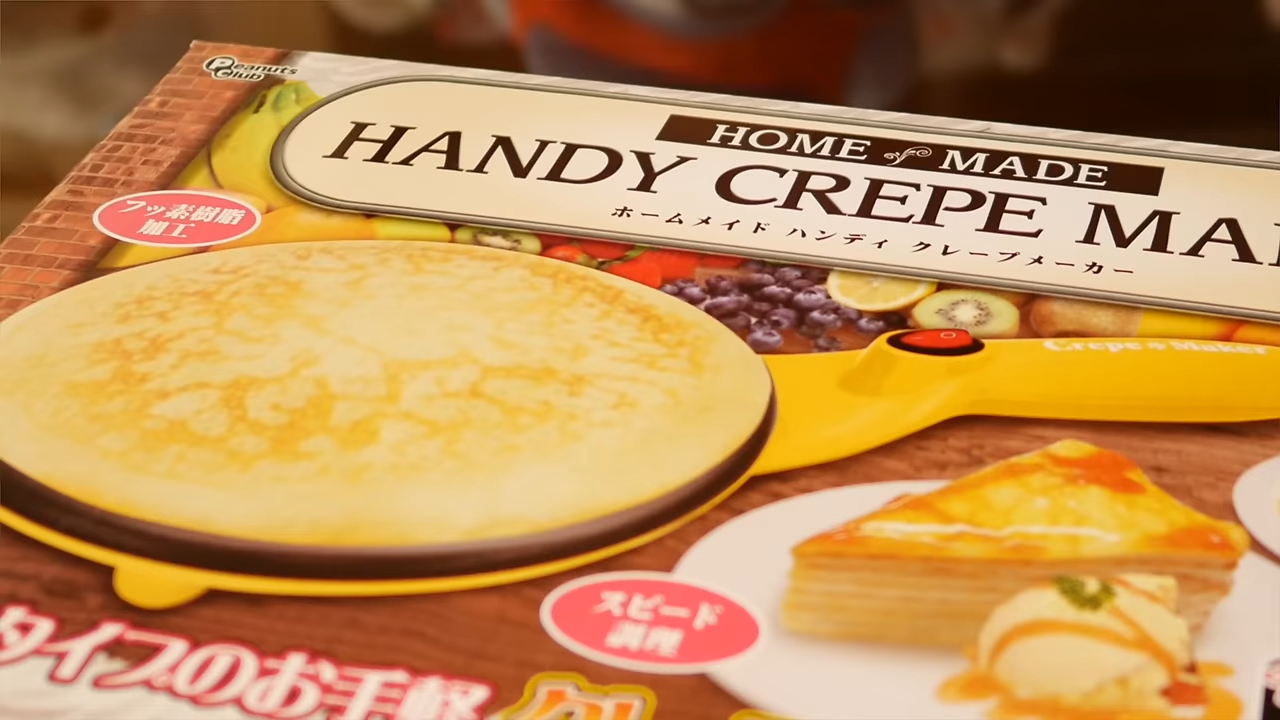 Peanuts
Club
HOME of MADE
HANDY CREPE MA
ホームメイド ハンディ クレープメーカー
フッ素樹脂
加工
Crepe Maker
スピード
調理
タイプのお手軽